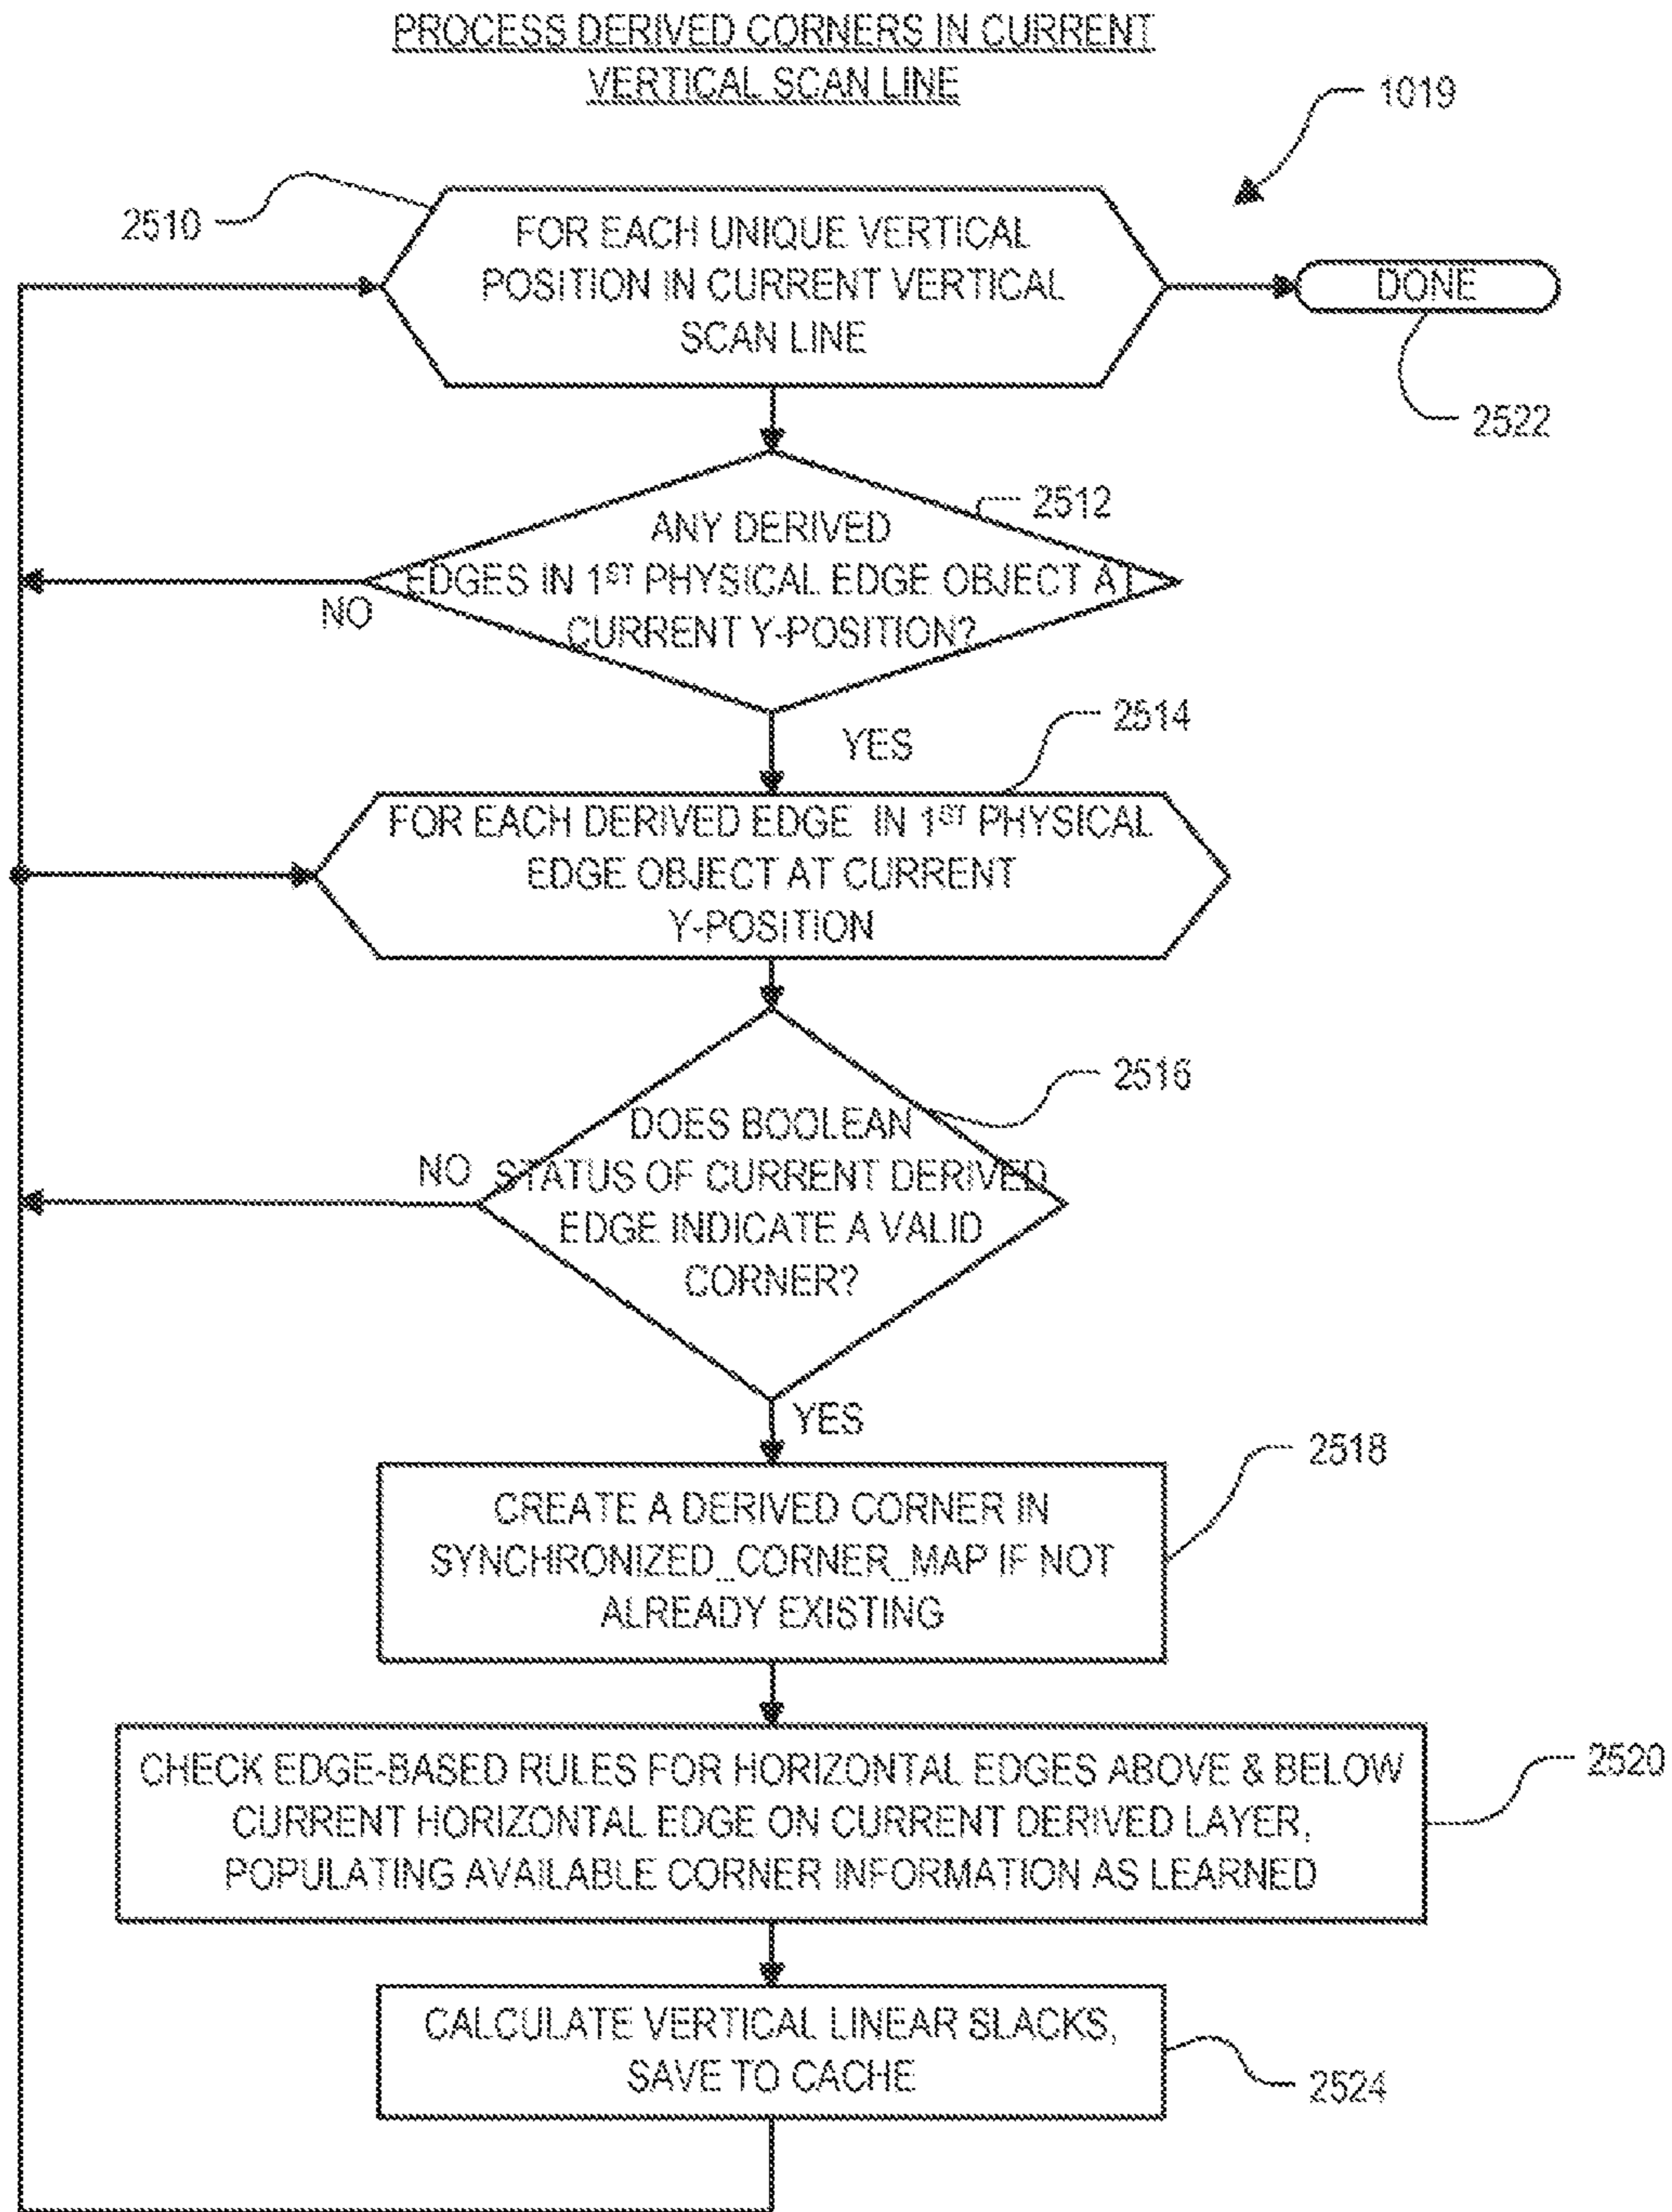 PROCESS DERIVED CORNERS IN CURRENT
VERTICAL SCAN LINE
1019
2510
FOR EACH UNIQUE VERTICAL
POSITION IN CURRENT VERTICAL
SCAN LINE
DONE
2522
2512
ANY DERIVED
EDGES IN 1ST PHYSICAL EDGE OBJECT AT
CURRENT Y-POSITION?
NO
YES
2514
FOR EACH DERIVED EDGE IN 1ST PHYSICAL
EDGE OBJECT AT CURRENT
Y-POSITION
2516
DOES BOOLEAN
STATUS OF CURRENT DERIVED
EDGE INDICATE A VALID
CORNER?
NO
YES
2518
CREATE A DERIVED CORNER IN
SYNCHRONIZED_CORNER_MAP IF NOT
ALREADY EXISTING
2520
CHECK EDGE-BASED RULES FOR HORIZONTAL EDGES ABOVE & BELOW
CURRENT HORIZONTAL EDGE ON CURRENT DERIVED LAYER,
POPULATING AVAILABLE CORNER INFORMATION AS LEARNED
CALCULATE VERTICAL LINEAR SLACKS,
SAVE TO CACHE
2524